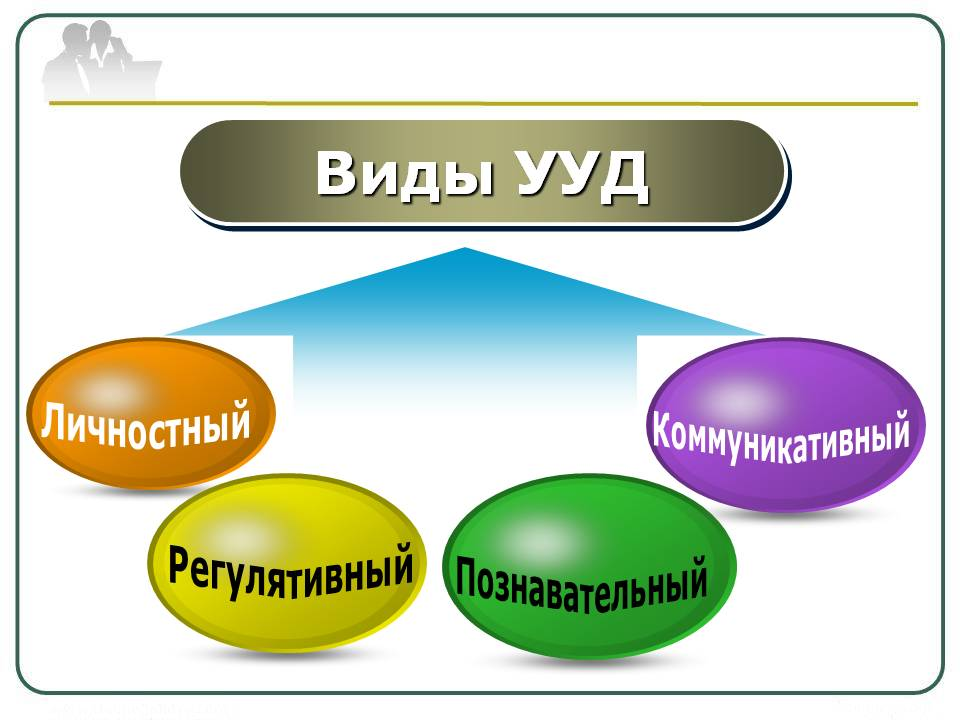 Виды УУД
Личностный
Коммуникативный
Регулятивный
Познавательный